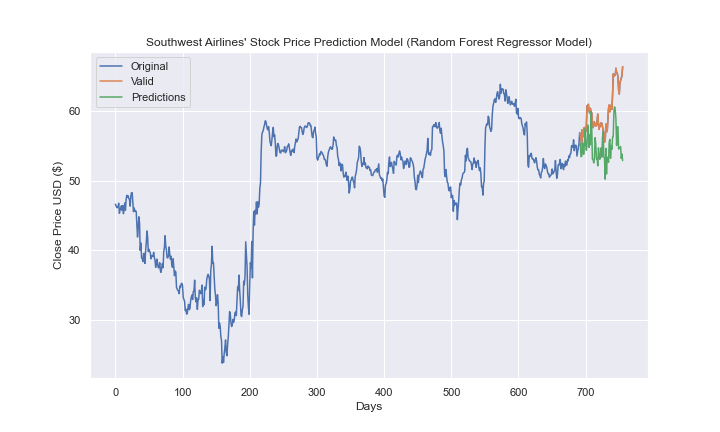 Southwest Airlines' Stock Price Prediction Model (Random Forest Regressor Model)
Original
Valid
Predictions
60
50
40
30
Close Price USD ($)
0 100 200 300 400 500 600 700
Days